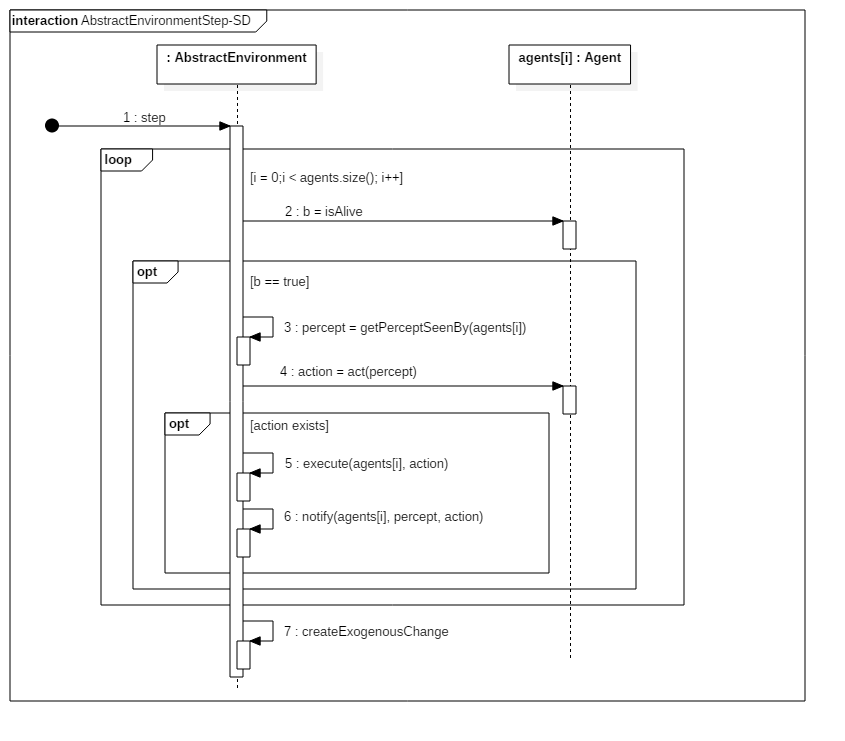 interaction AbstractEnvironmentStep-SD
: AbstractEnvironment
agents[i] : Agent
1 : step
loop
[i = 0;i < agents.size(); i++]
2 : b = isAlive
opt
[b == true]
3 : percept = getPerceptSeenBy(agents[i])
4 : action = act(percept)
opt
[action exists]
5 : execute(agents[i], action)
6 : notify(agents[i], percept, action)
7 : createExogenousChange